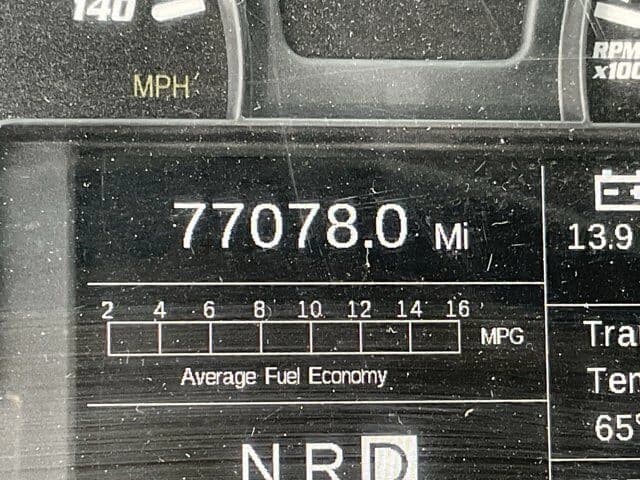 140
MPH
RPM
x100
77078.0 Mi
13.9
2 4 6 8 10 12 14 16
MPG
Average Fuel Economy
Tra
Ten
65°
N R D